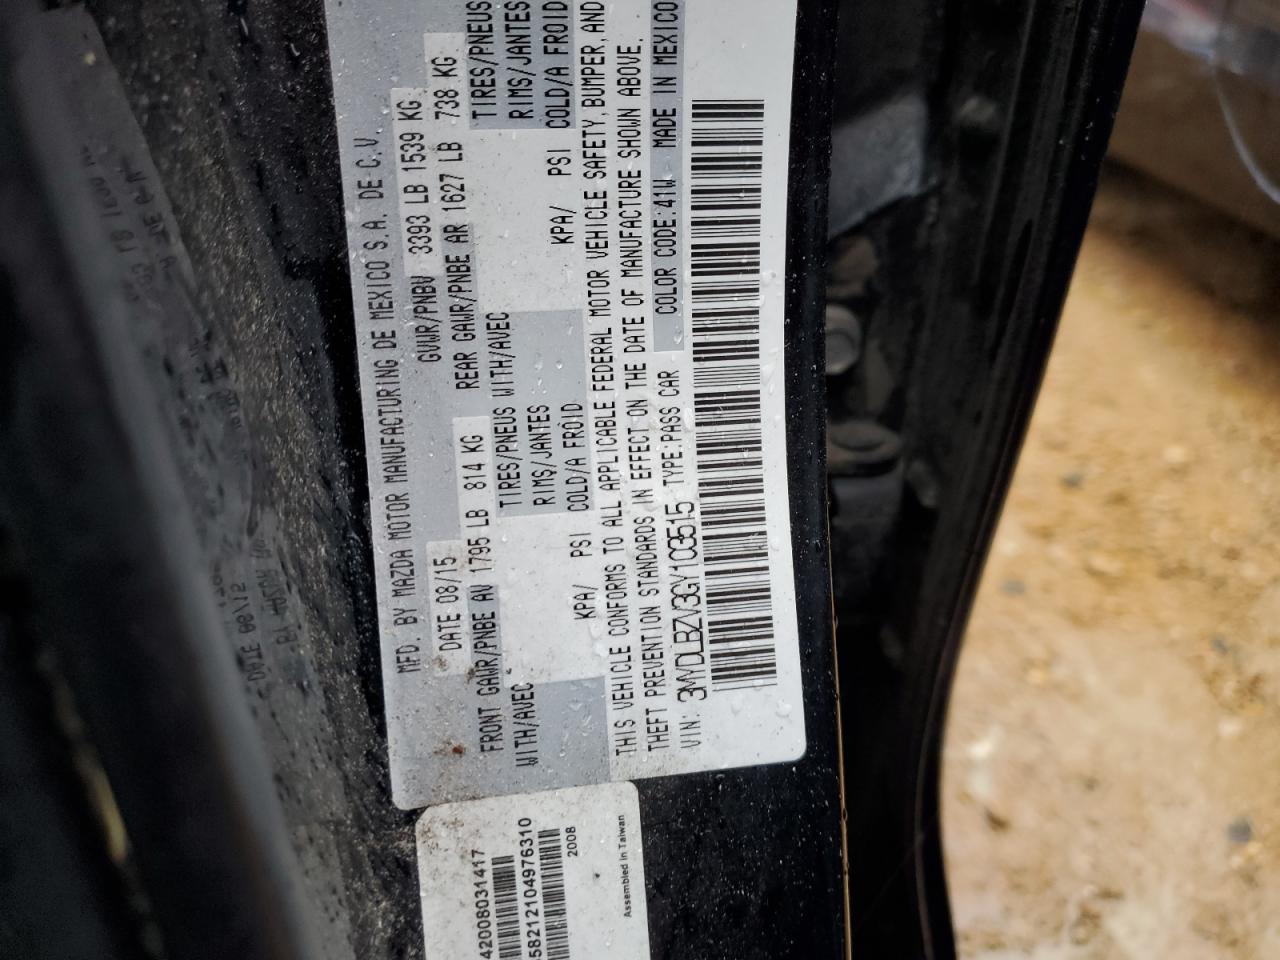 MFD. BY MAZDA MOTOR MANUFACTURING DE MEXICO S.A. DE C.V
DATE 08/15 GVWR/PNBV 3393 LB 1539 KG
FRONT GAWR/PNBE AV 1795 LB 814 KG REAR GAWR/PNBE AR 1627 LB 738 KG
WITH/AVEC TIRES/PNEUS WITH/AVEC TIRES/PNEUS
RIMS/JANTES RIMS/JANTES
KPA/ PSI COLD/A FROID KPA/ PSI COLD/A FROID
THIS VEHICLE CONFORMS TO ALL APPLICABLE FEDERAL MOTOR VEHICLE SAFETY, BUMPER, AND
THEFT PREVENTION STANDARDS IN EFFECT ON THE DATE OF MANUFACTURE SHOWN ABOVE.
VIN: 3MYDLBZV3GY103515 TYPE:PASS CAR COLOR CODE:41W MADE IN MEXICO
42008031417
58212104976310
2008
Assembled in Taiwan